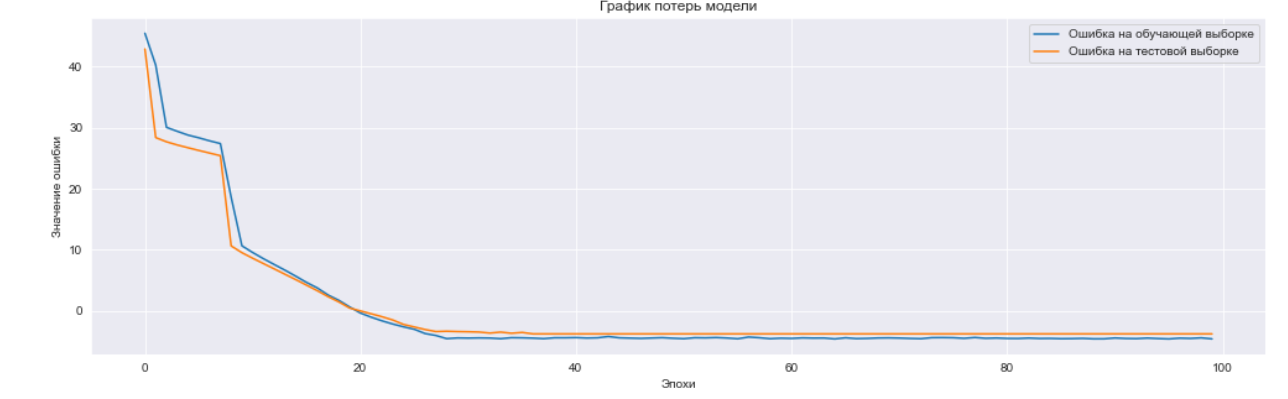 График потерь модели
Ошибка на обучающей выборке
Ошибка на тестовой выборке
Значение ошибки
40
30
20
10
0
0 20 40 60 80 100
Эпохи